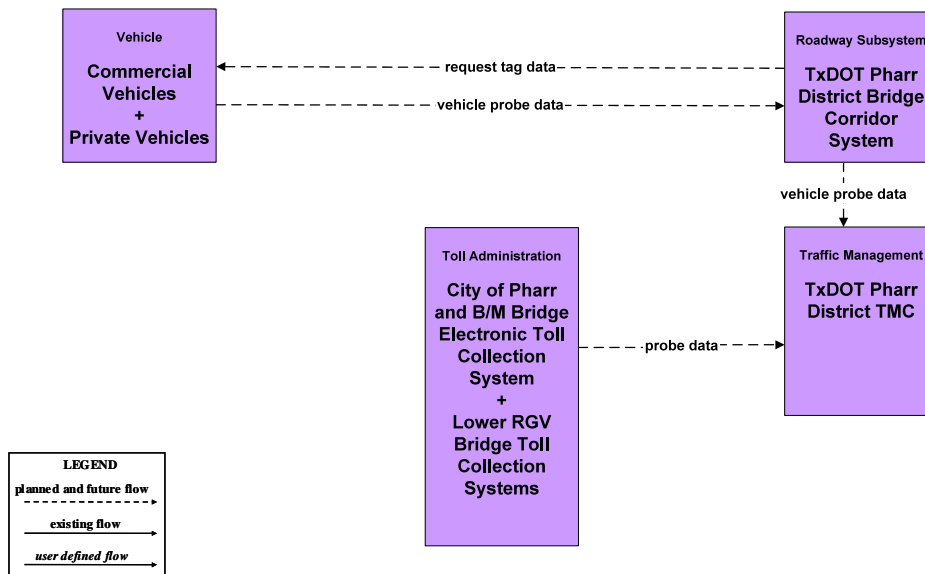 Vehicle
Commercial
Vehicles
+
Private Vehicles
request tag data
vehicle probe data
Roadway Subsystem
TxDOT Pharr
District Bridge
Corridor
System
vehicle probe data
Toll Administration
City of Pharr
and B/M Bridge
Electronic Toll
Collection
System
+
Lower RGV
Bridge Toll
Collection
Systems
probe data
Traffic Management
TxDOT Pharr
District TMC
LEGEND
planned and future flow
existing flow
user defined flow